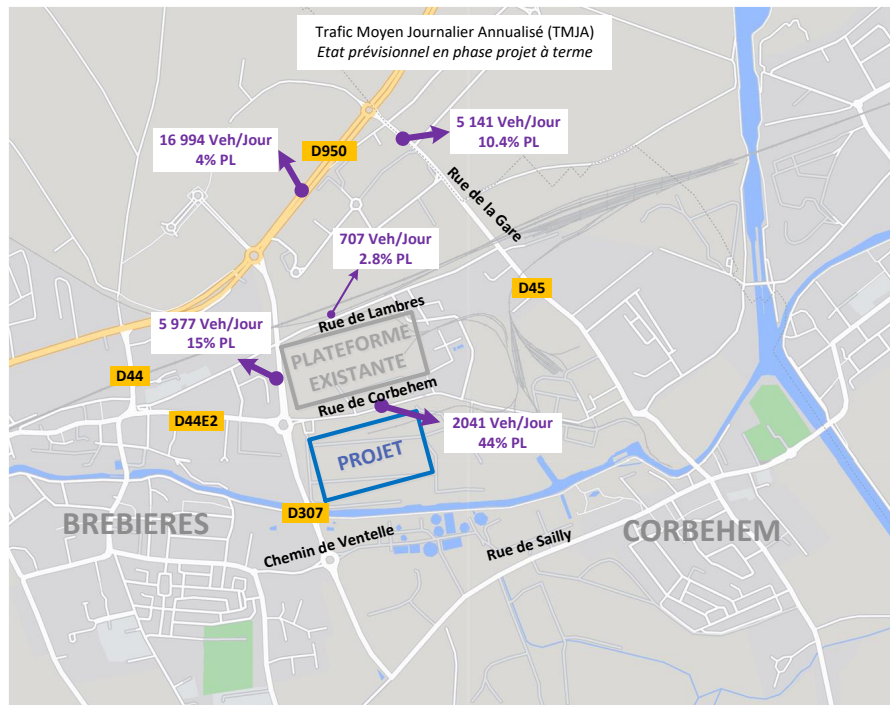 Trafic Moyen Journalier Annualisé (TMJA)
Etat prévisionnel en phase projet à terme
16 994 Veh/Jour
4% PL
D950
5 141 Veh/Jour
10.4% PL
Rue de la Gare
707 Veh/Jour
2.8% PL
D45
Rue de Lambres
5 977 Veh/Jour
15% PL
PLATEFORME
EXISTANTE
D44
Rue de Corbehem
D44E2
2041 Veh/Jour
44% PL
PROJET
D307
BREBIERES
CORBEHEM
Chemin de Ventelle
Rue de Sailly